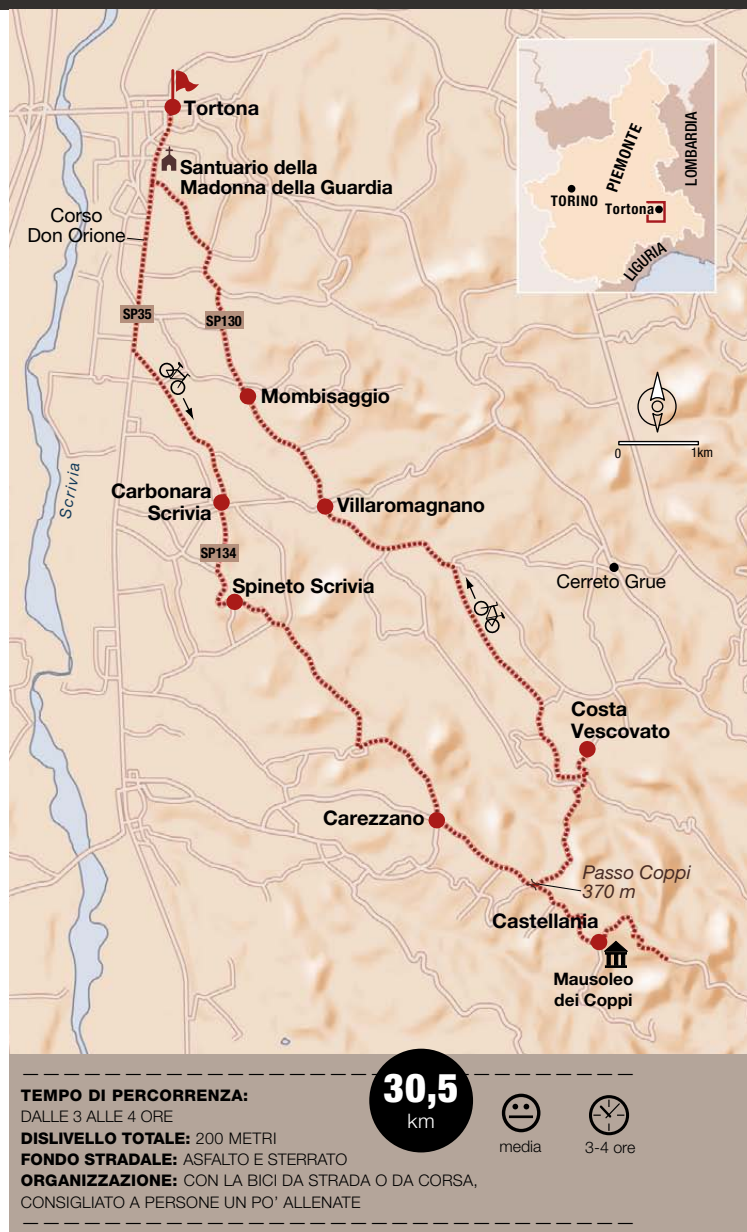 Tortona
Santuario della
Madonna della Guardia
Corso
Don Orione
SP35
SP130
Mombisaggio
Carbonara
Scrivia
Villaromagnano
SP134
Spineto Scrivia
Cerreto Grue
Costa
Vescovato
Carezzano
Passo Coppi
370 m
Castellania
Mausoleo
dei Coppi
Scrivia
PIEMONTE
LOMBARDIA
TORINO
Tortona
LIGURIA
0 1km
TEMPO DI PERCORRENZA:
DALLE 3 ALLE 4 ORE
DISLIVELLO TOTALE: 200 METRI
FONDO STRADALE: ASFALTO E STERRATO
ORGANIZZAZIONE: CON LA BICI DA STRADA O DA CORSA,
CONSIGLIATO A PERSONE UN PO' ALLENATE
30,5
km
media
3-4 ore